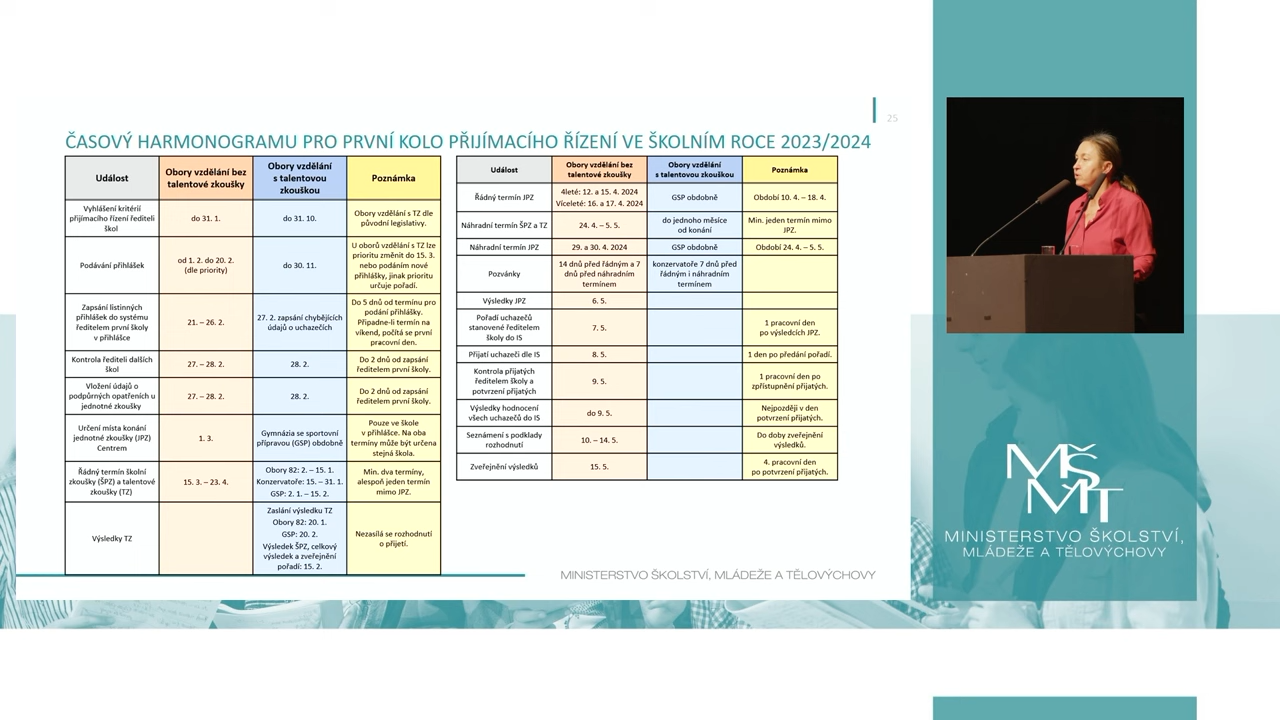 25
ČASOVÝ HARMONOGRAMU PRO PRVNÍ KOLO PŘIJÍMACÍHO ŘÍZENÍ VE ŠKOLNÍM ROCE 2023/2024
Událost
Obory vzdělání bez
talentové zkoušky
Obory vzdělání
s talentovou
zkouškou
Poznámka
Vyhlášení kritérií
přijímacího řízení řediteli
škol
do 31. 1.
do 31. 10.
Obory vzdělání s TZ dle
původní legislativy.
Podávání přihlášek
od 1. 2. do 20. 2.
(dle priority)
do 30. 11.
U oborů vzdělání s TZ lze
prioritu změnit do 15. 3.
nebo podáním nové
přihlášky, jinak prioritu
určuje pořadí.
Zapsání listinných
přihlášek do systému
ředitelem první školy
v přihlášce
21. – 26. 2.
27. 2. zapsání chybějících
údajů o uchazečích
Do 5 dnů od termínu pro
podání přihlášky.
Připadne-li termín na
víkend, počítá se první
pracovní den.
Kontrola řediteli dalších
škol
27. – 28. 2.
28. 2.
Do 2 dnů od zapsání
ředitelem první školy.
Vložení údajů o
podpůrných opatřeních u
jednotné zkoušky
27. – 28. 2.
28. 2.
Do 2 dnů od zapsání
ředitelem první školy.
Určení místa konání
jednotné zkoušky (JPZ)
Centrem
1. 3.
Gymnázia se sportovní
přípravou (GSP) obdobně
Pouze ve škole
v přihlášce. Na oba
termíny může být určena
stejná škola.
Řádný termín školní
zkoušky (ŠPZ) a talentové
zkoušky (TZ)
15. 3. – 23. 4.
Obory 82: 2. – 15. 1.
Konzervatoře: 15. – 31. 1.
GSP: 2. 1. – 15. 2.
Min. dva termíny,
alespoň jeden termín
mimo JPZ.
Výsledky TZ
Zaslání výsledku TZ
Obory 82: 20. 1.
GSP: 20. 2.
Výsledek ŠPZ, celkový
výsledek a zveřejnění
pořadí: 15. 2.
Nezasílá se rozhodnutí
o přijetí.
Událost
Obory vzdělání bez
talentové zkoušky
Obory vzdělání
s talentovou zkouškou
Poznámka
Řádný termín JPZ
4leté: 12. a 15. 4. 2024
Víceleté: 16. a 17. 4. 2024
GSP obdobně
Období 10. 4. – 18. 4.
Náhradní termín ŠPZ a TZ
24. 4. – 5. 5.
do jednoho měsíce
od konání
Min. jeden termín mimo
JPZ.
Náhradní termín JPZ
29. a 30. 4. 2024
GSP obdobně
Období 24. 4. – 5. 5.
Pozvánky
14 dnů před řádným a 7
dnů před náhradním
termínem
konzervatoře 7 dnů před
řádným i náhradním
termínem
Výsledky JPZ
6. 5.
Pořadí uchazečů
stanovené ředitelem
školy do IS
7. 5.
1 pracovní den
po výsledcích JPZ.
Přijatí uchazeči dle IS
8. 5.
1 den po předání pořadí.
Kontrola přijatých
ředitelem školy a
potvrzení přijatých
9. 5.
1 pracovní den po
zpřístupnění přijatých.
Výsledky hodnocení
všech uchazečů do IS
do 9. 5.
Nejpozději v den
potvrzení přijatých.
Seznámení s podklady
rozhodnutí
10. – 14. 5.
Do doby zveřejnění
výsledků.
Zveřejnění výsledků
15. 5.
4. pracovní den
po potvrzení přijatých.
MINISTERSTVO ŠKOLSTVÍ, MLÁDEŽE A TĚLOVÝCHOVY
MŠMT
MINISTERSTVO ŠKOLSTVÍ,
MLÁDEŽE A TĚLOVÝCHOVY